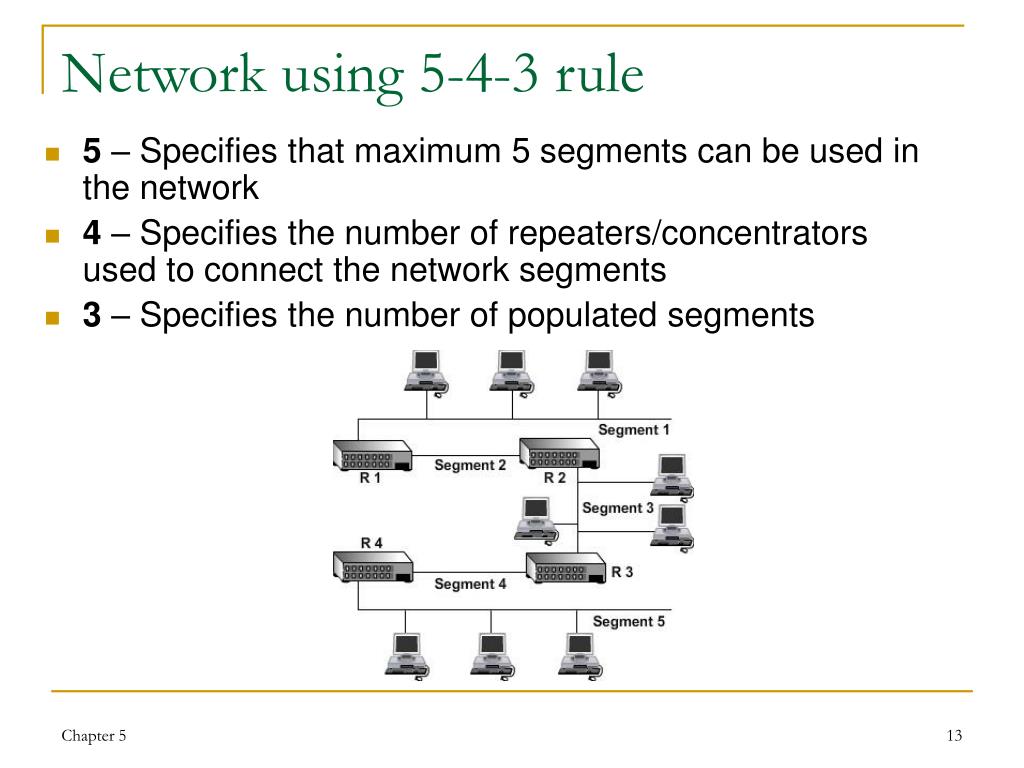 Network using 5-4-3 rule
5 – Specifies that maximum 5 segments can be used in
the network
4 – Specifies the number of repeaters/concentrators
used to connect the network segments
3 – Specifies the number of populated segments
Segment 1
R 1
Segment 2
R 2
Segment 3
R 4
Segment 4
R 3
Segment 5
Chapter 5
13